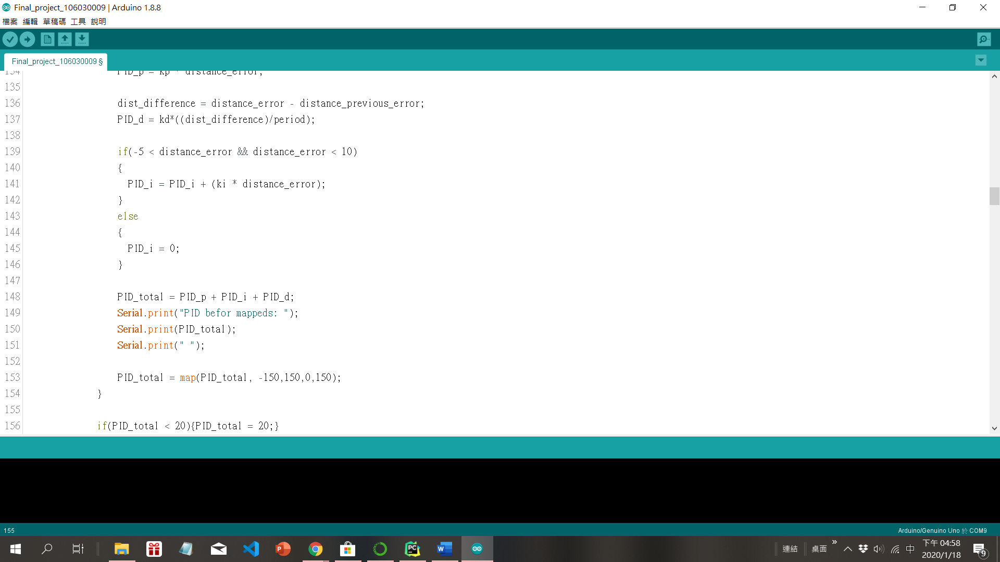 Final_project_106030009 | Arduino 1.8.8
檔案 編輯 草稿碼 工具 說明
Final_project_106030009 §
134 PID_p = kp * distance_error;
135
136 dist_difference = distance_error - distance_previous_error;
137 PID_d = kd*((dist_difference)/period);
138
139 if(-5 < distance_error && distance_error < 10)
140 {
141 PID_i = PID_i + (ki * distance_error);
142 }
143 else
144 {
145 PID_i = 0;
146 }
147
148 PID_total = PID_p + PID_i + PID_d;
149 Serial.print("PID befor mappeds: ");
150 Serial.print(PID_total);
151 Serial.print(" ");
152
153 PID_total = map(PID_total, -150,150,0,150);
154 }
155
156 if(PID_total < 20){PID_total = 20;}
155
Arduino/Genuino Uno 於 COM9
連結 桌面 中 下午 04:58
2020/1/18
9